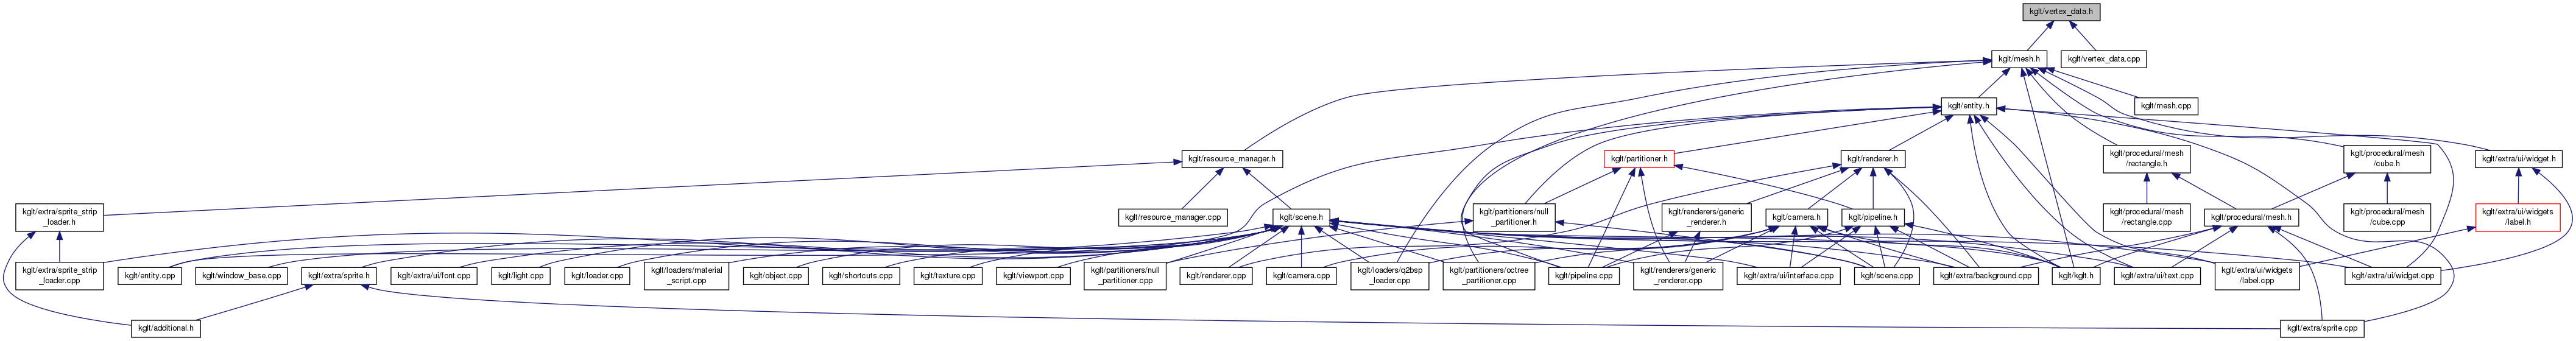 kglt/vertex_data.h
kglt/mesh.h
kglt/vertex_data.cpp
kglt/entity.h
kglt/mesh.cpp
kglt/resource_manager.h
kglt/partitioner.h
kglt/renderer.h
kglt/procedural/mesh
/rectangle.h
kglt/procedural/mesh
/cube.h
kglt/extra/ui/widget.h
kglt/extra/sprite_strip
_loader.h
kglt/resource_manager.cpp
kglt/scene.h
kglt/partitioners/null
_partitioner.h
kglt/renderers/generic
_renderer.h
kglt/camera.h
kglt/pipeline.h
kglt/procedural/mesh
/rectangle.cpp
kglt/procedural/mesh.h
kglt/procedural/mesh
/cube.cpp
kglt/extra/ui/widgets
/label.h
kglt/extra/sprite_strip
_loader.cpp
kglt/entity.cpp
kglt/window_base.cpp
kglt/extra/sprite.h
kglt/extra/ui/font.cpp
kglt/light.cpp
kglt/loader.cpp
kglt/loaders/material
_script.cpp
kglt/object.cpp
kglt/shortcuts.cpp
kglt/texture.cpp
kglt/viewport.cpp
kglt/partitioners/null
_partitioner.cpp
kglt/renderer.cpp
kglt/camera.cpp
kglt/loaders/q2bsp
_loader.cpp
kglt/partitioners/octree
_partitioner.cpp
kglt/pipeline.cpp
kglt/renderers/generic
_renderer.cpp
kglt/extra/ui/interface.cpp
kglt/scene.cpp
kglt/extra/background.cpp
kglt/kglt.h
kglt/extra/ui/text.cpp
kglt/extra/ui/widgets
/label.cpp
kglt/extra/ui/widget.cpp
kglt/additional.h
kglt/extra/sprite.cpp